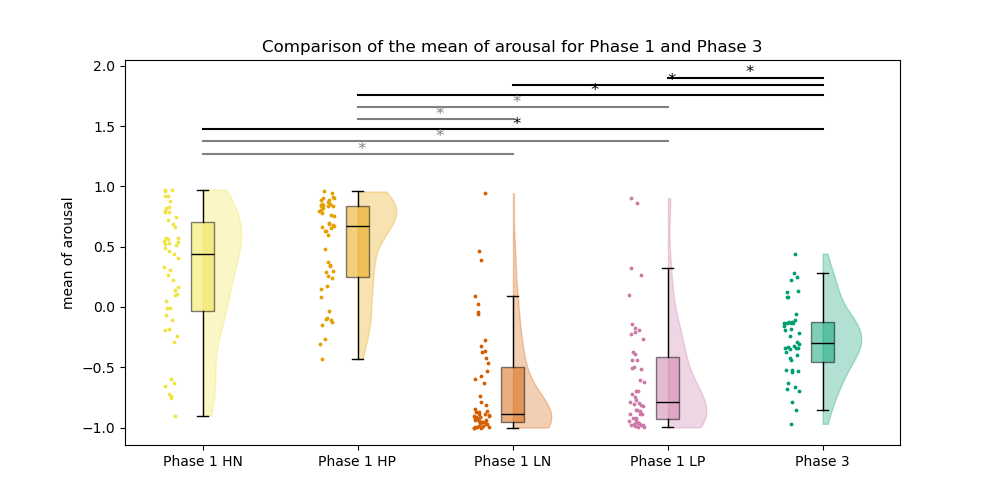 Comparison of the mean of arousal for Phase 1 and Phase 3
mean of arousal
2.0
1.5
1.0
0.5
0.0
−0.5
−1.0
*
*
*
*
*
*
*
*
Phase 1 HN
Phase 1 HP
Phase 1 LN
Phase 1 LP
Phase 3